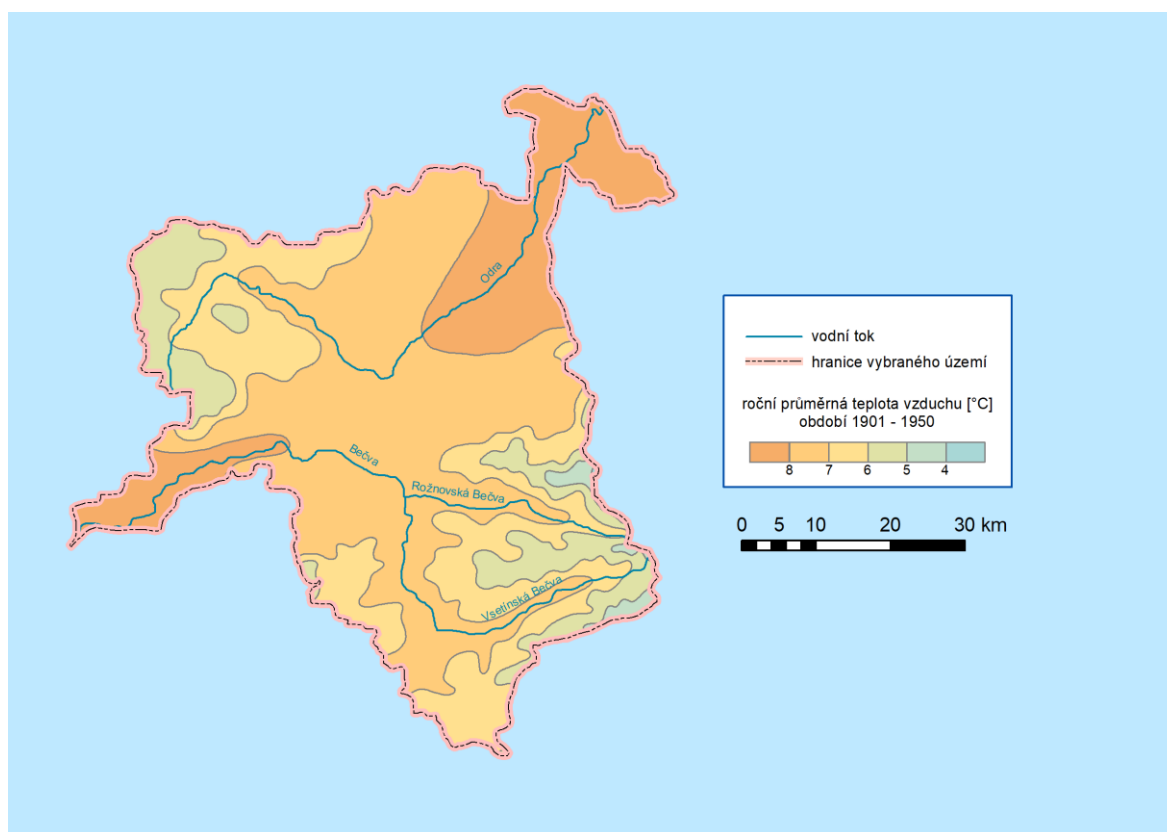 Odra
Bečva
Rožnovská Bečva
Vsetínská Bečva
vodní tok
hranice vybraného území
roční průměrná teplota vzduchu [°C]
období 1901 - 1950
8 7 6 5 4
0 5 10 20 30 km